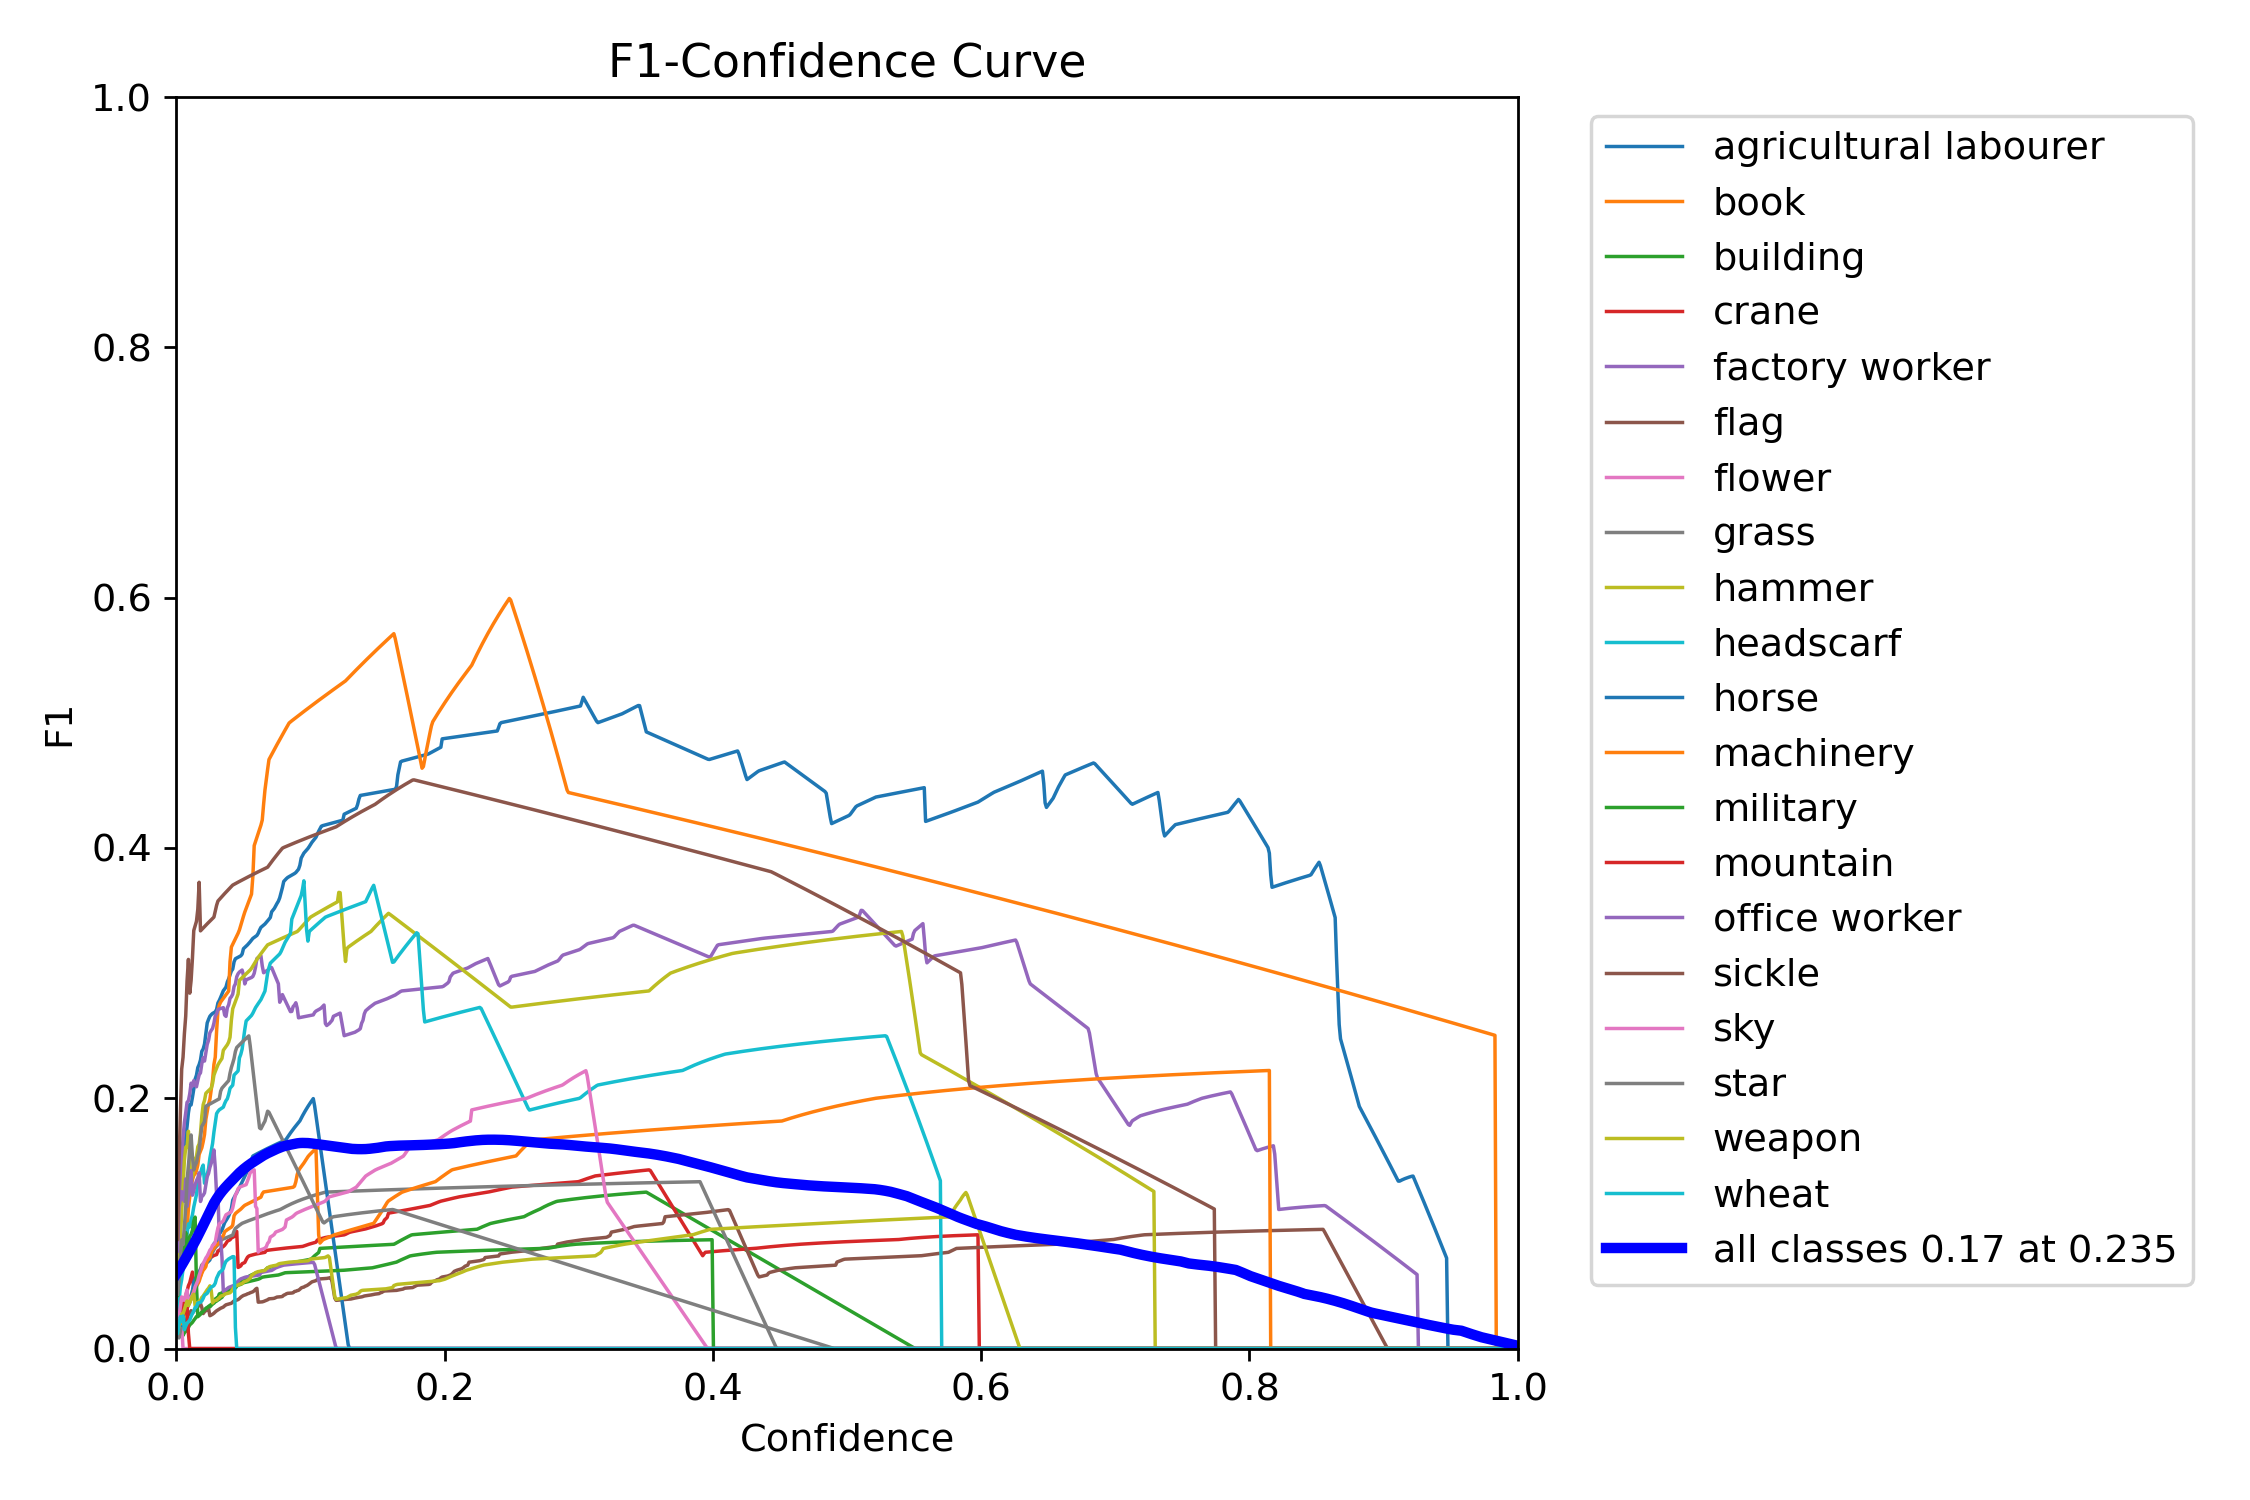 F1-Confidence Curve
1.0
0.8
0.6
0.4
0.2
0.0
F1
0.0 0.2 0.4 0.6 0.8 1.0
Confidence
agricultural labourer
book
building
crane
factory worker
flag
flower
grass
hammer
headscarf
horse
machinery
military
mountain
office worker
sickle
sky
star
weapon
wheat
all classes 0.17 at 0.235